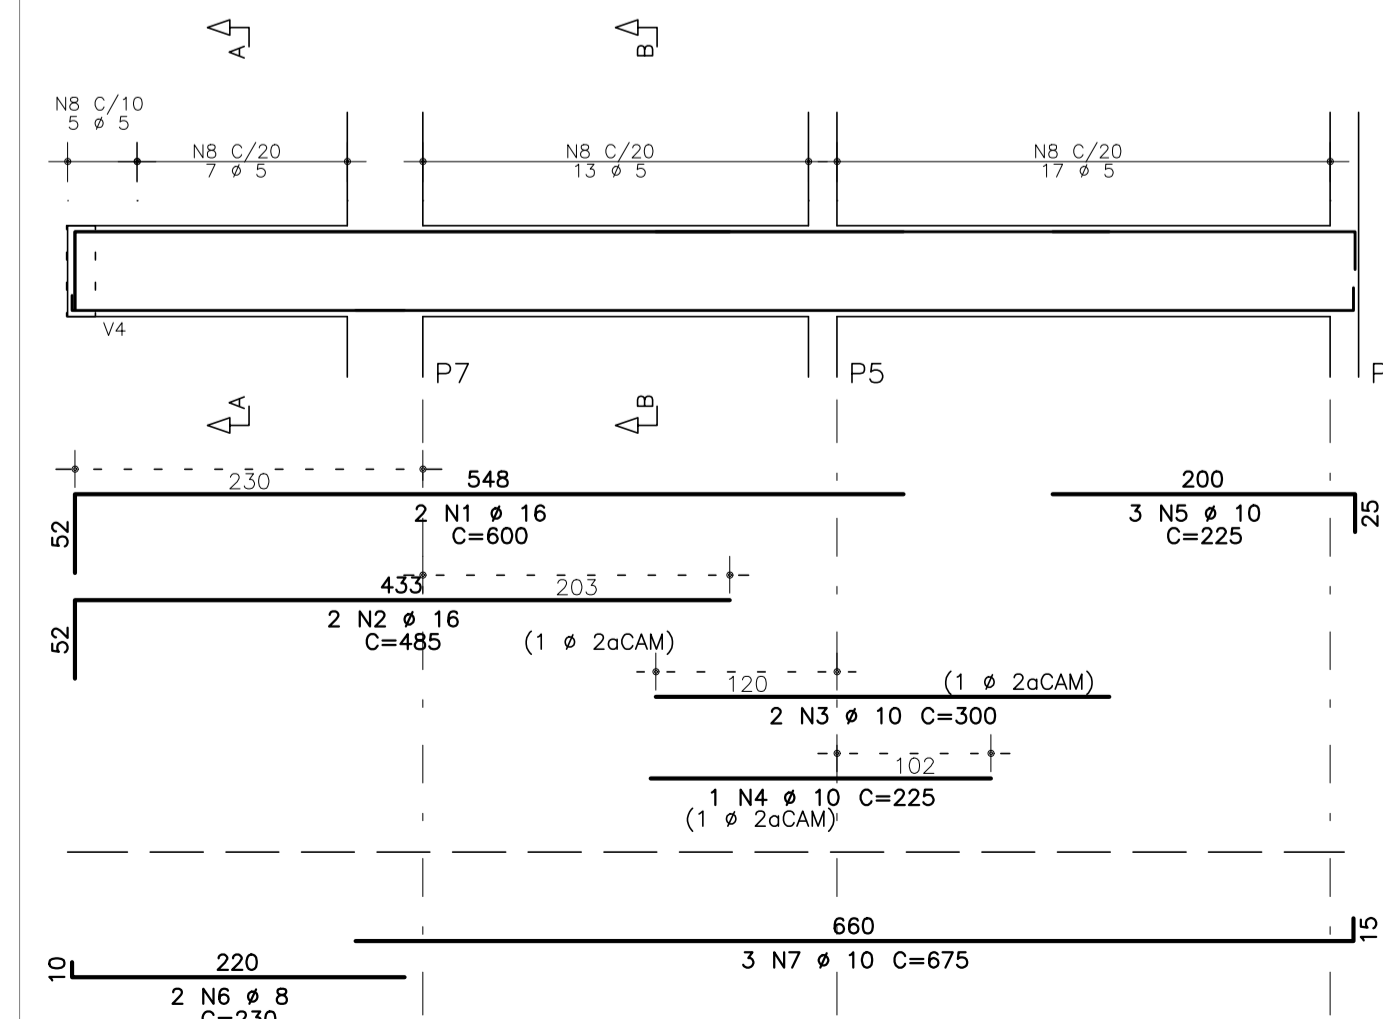 A
B
N8 C/10
5 ø 5
N8 C/20
7 ø 5
N8 C/20
13 ø 5
N8 C/20
17 ø 5
V4
P7
P5
P
A
B
230
548
52
2 N1 ø 16
C=600
200
3 N5 ø 10
C=225
25
433
203
52
2 N2 ø 16
C=485
(1 ø 2aCAM)
120
(1 ø 2aCAM)
2 N3 ø 10 C=300
102
1 N4 ø 10 C=225
(1 ø 2aCAM)
660
15
3 N7 ø 10 C=675
10
220
2 N6 ø 8
C=230